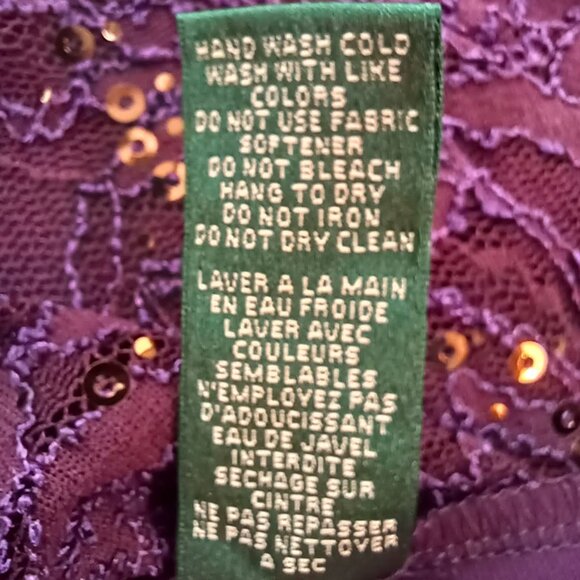 HAND WASH COLD
WASH WITH LIKE
COLORS
DO NOT USE FABRIC
SOFTENER
DO NOT BLEACH
HANG TO DRY
DO NOT IRON
DO NOT DRY CLEAN
LAVER A LA MAIN
EN EAU FROIDE
LAVER AVEC
COULEURS
SEMBLABLES
N'EMPLOYEZ PAS
D'ADOUCISSANT
EAU DE JAVEL
INTERDITE
SECHAGE SUR
CINTRE
NE PAS REPASSER
NE PAS NETTOYER
A SEC